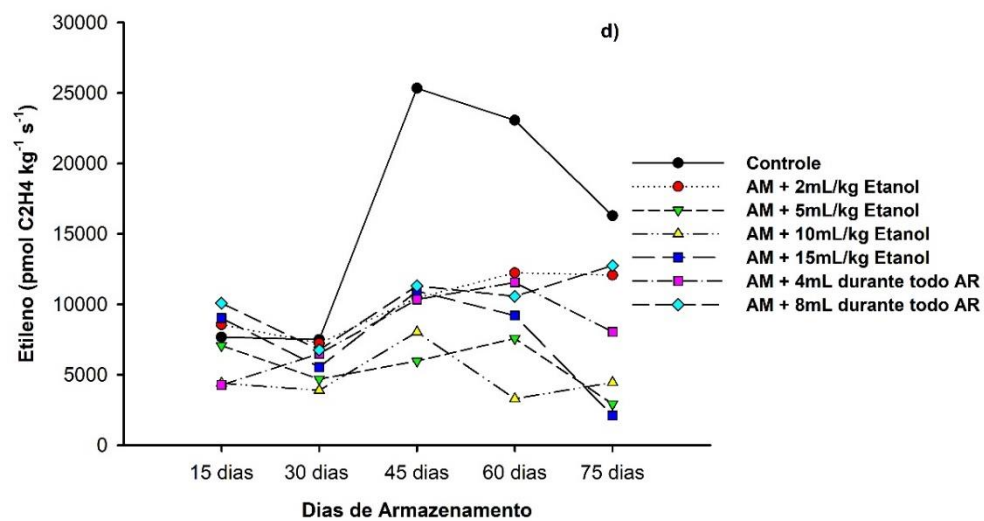 30000
25000
20000
15000
10000
5000
0
Etileno (pmol C2H4 kg⁻¹ s⁻¹)
d)
Controle
AM + 2mL/kg Etanol
AM + 5mL/kg Etanol
AM + 10mL/kg Etanol
AM + 15mL/kg Etanol
AM + 4mL durante todo AR
AM + 8mL durante todo AR
15 dias 30 dias 45 dias 60 dias 75 dias
Dias de Armazenamento